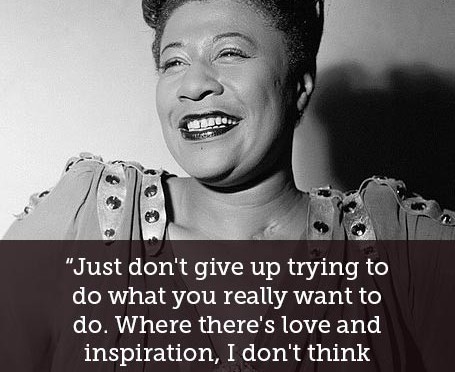 “Just don't give up trying to
do what you really want to
do. Where there's love and
inspiration, I don't think